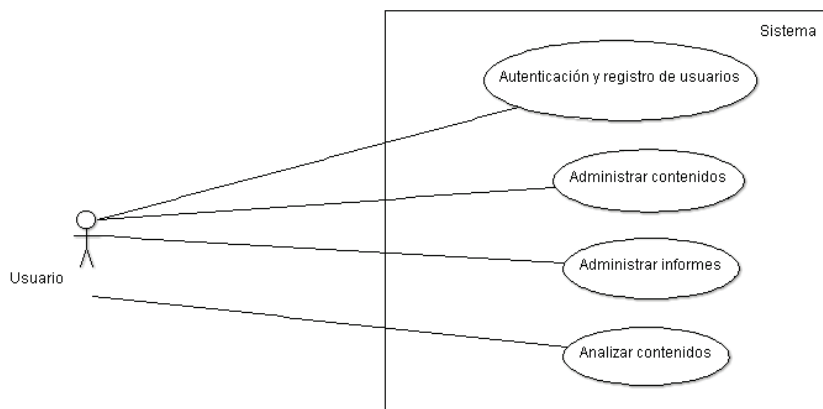 Sistema
Autenticación y registro de usuarios
Administrar contenidos
Administrar informes
Usuario
Analizar contenidos